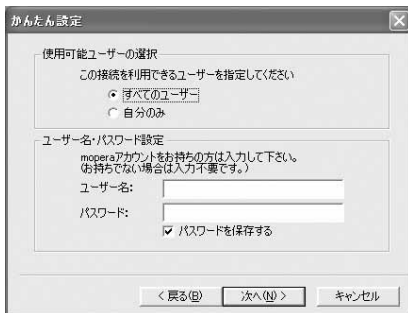 かんたん設定
使用可能ユーザーの選択
この接続を利用できるユーザーを指定してください
すべてのユーザー
自分のみ
ユーザー名・パスワード設定
moperaアカウントをお持ちの方は入力して下さい。
(お持ちでない場合は入力不要です。)
ユーザー名:
パスワード:
パスワードを保存する
< 戻る(B)
次へ(N) >
キャンセル